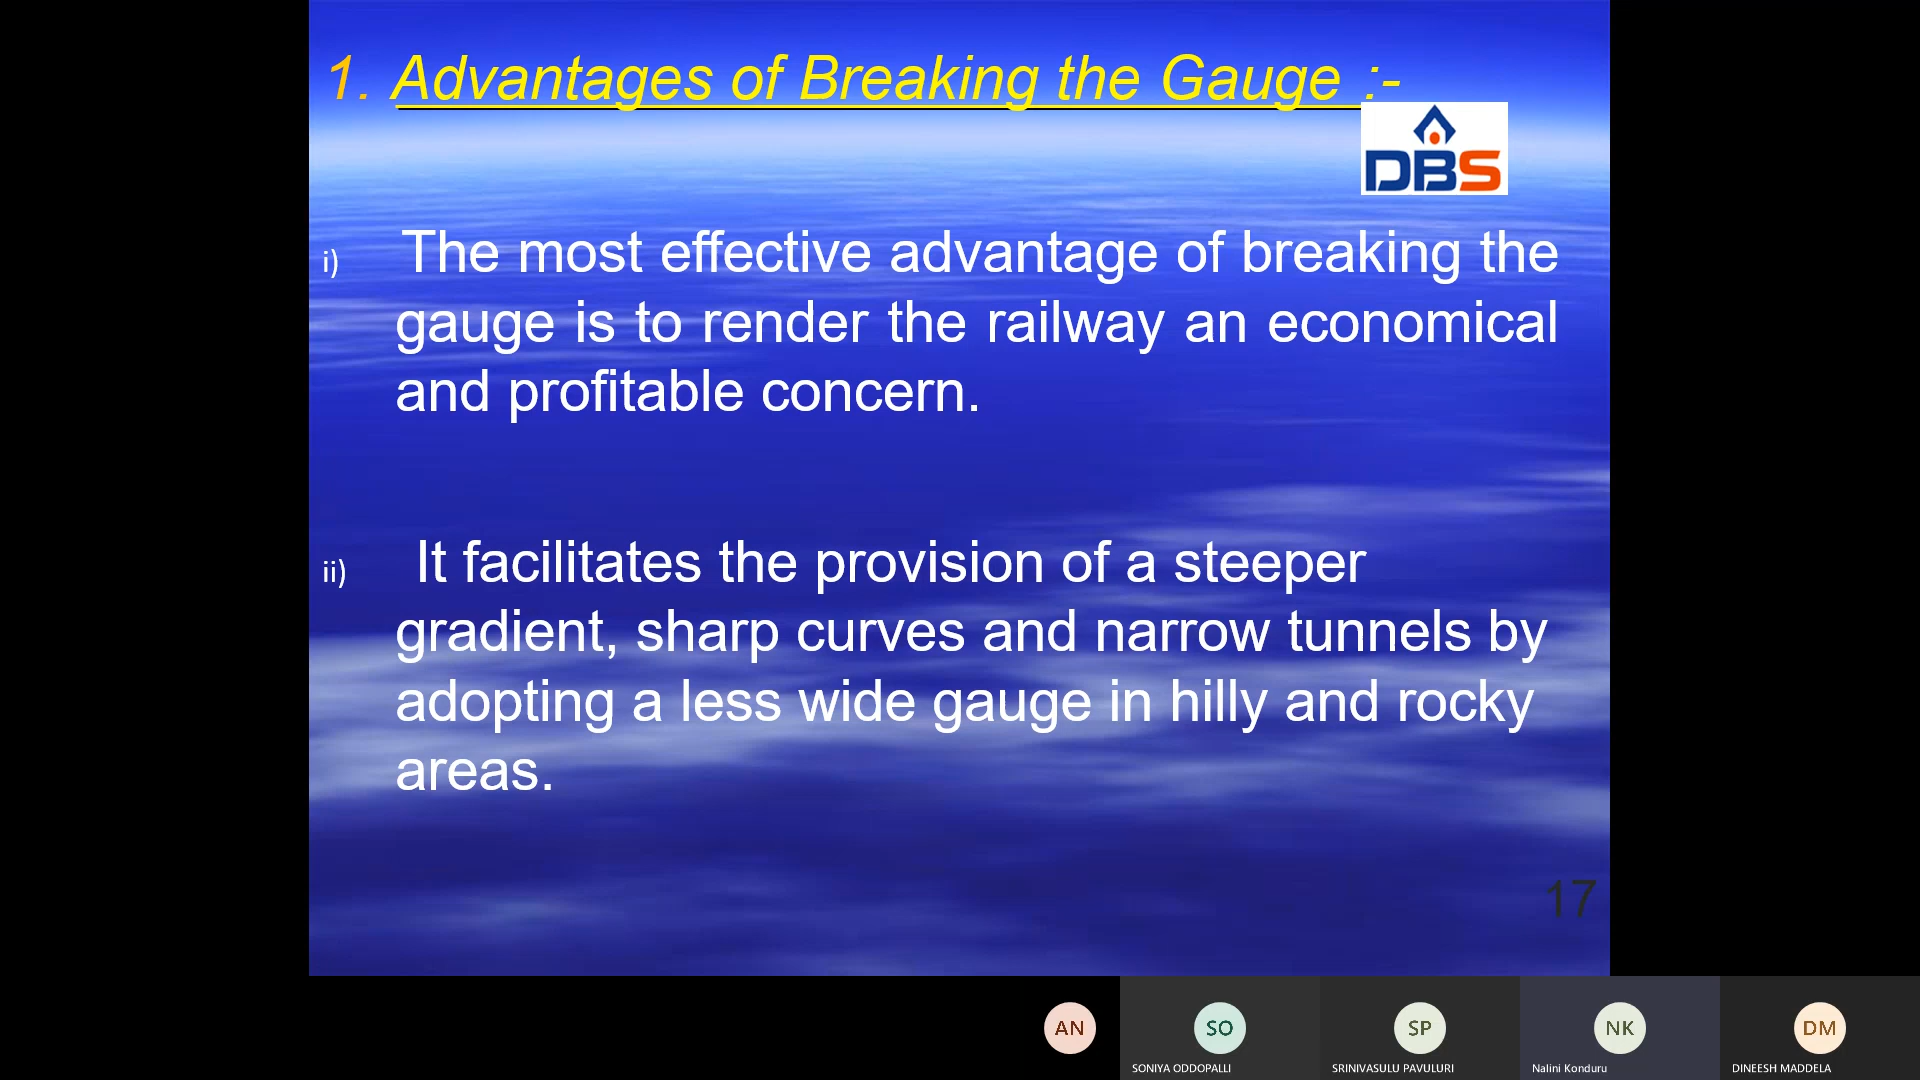 1. Advantages of Breaking the Gauge :-
DBS
i) The most effective advantage of breaking the
gauge is to render the railway an economical
and profitable concern.
ii) It facilitates the provision of a steeper
gradient, sharp curves and narrow tunnels by
adopting a less wide gauge in hilly and rocky
areas.
17
AN
SO
SP
NK
DM
SONIYA ODDOPALLI
SRINIVASULU PAVULURI
Nalini Konduru
DINEESH MADDELA